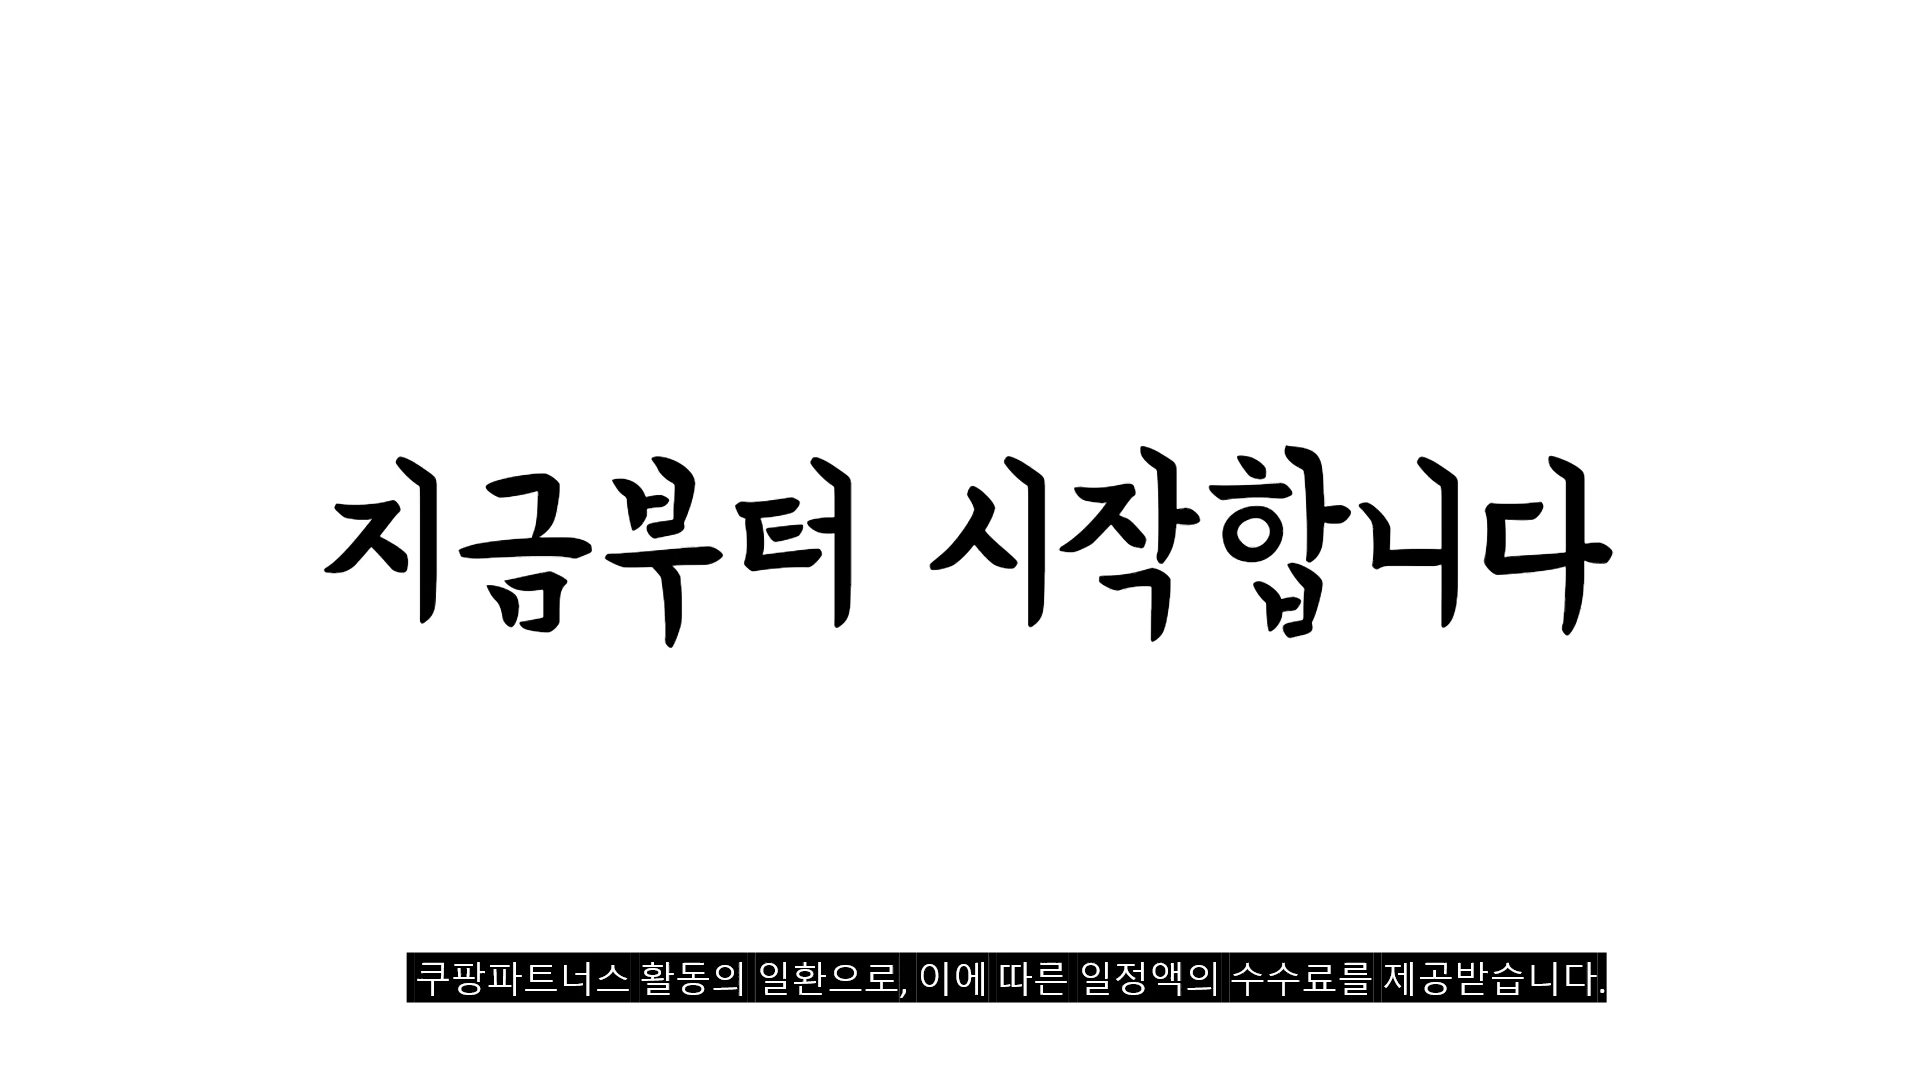 지금부터 시작합니다
쿠팡파트너스 활동의 일환으로, 이에 따른 일정액의 수수료를 제공받습니다.